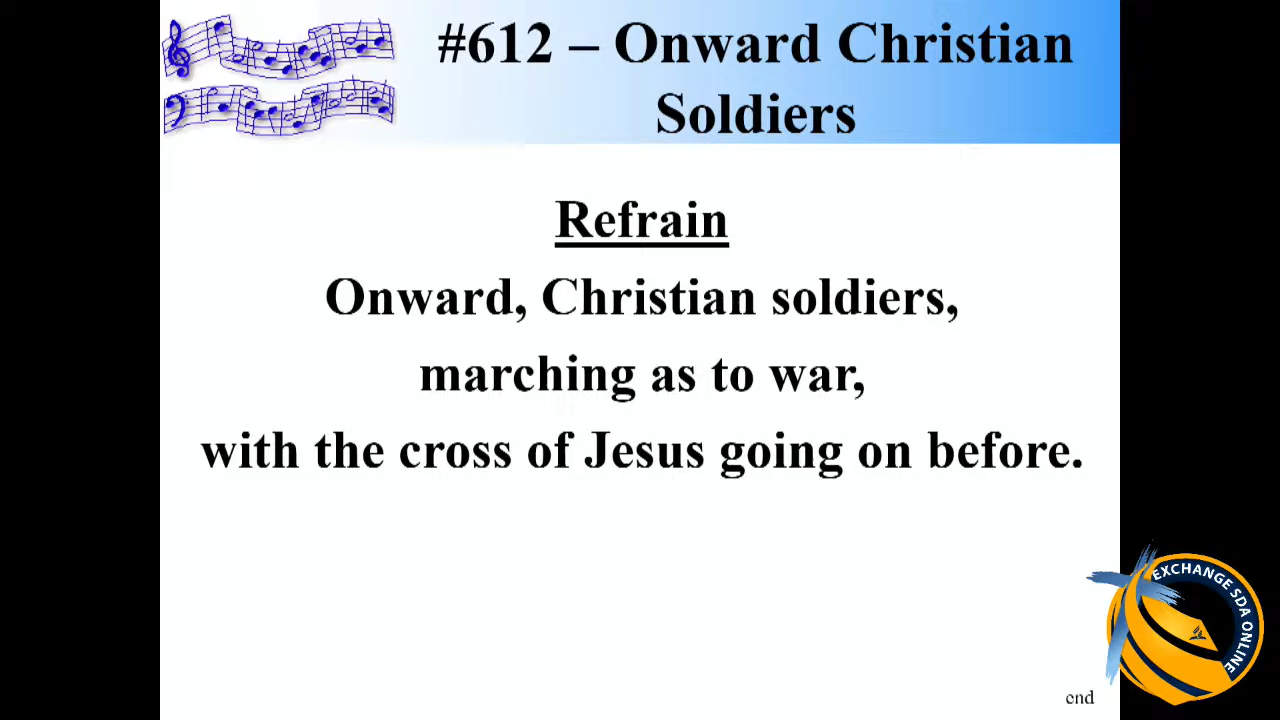 #612 – Onward Christian
Soldiers
Refrain
Onward, Christian soldiers,
marching as to war,
with the cross of Jesus going on before.
end
EXCHANGE SDA ONLINE